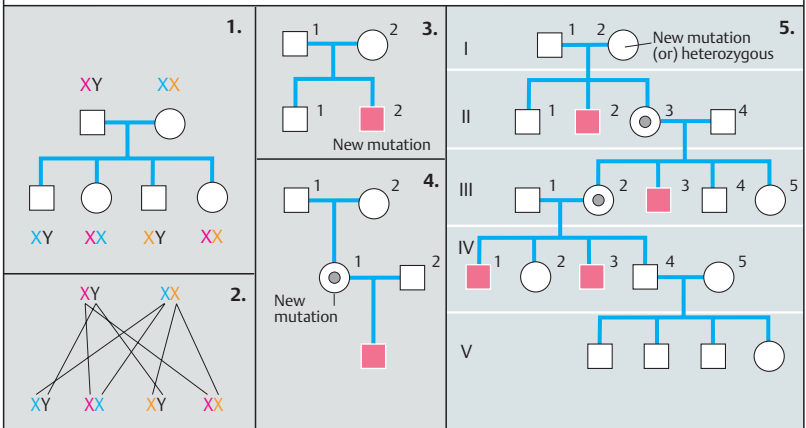 1.
XY XX
XY XX XY XX
2.
XY XX
XY XX XY XX
3.
1 2
1 2
New mutation
4.
1 2
1 2
New
mutation
5.
I 1 2 New mutation
(or) heterozygous
II 1 2 3 4
III 1 2 3 4 5
IV 1 2 3 4 5
V